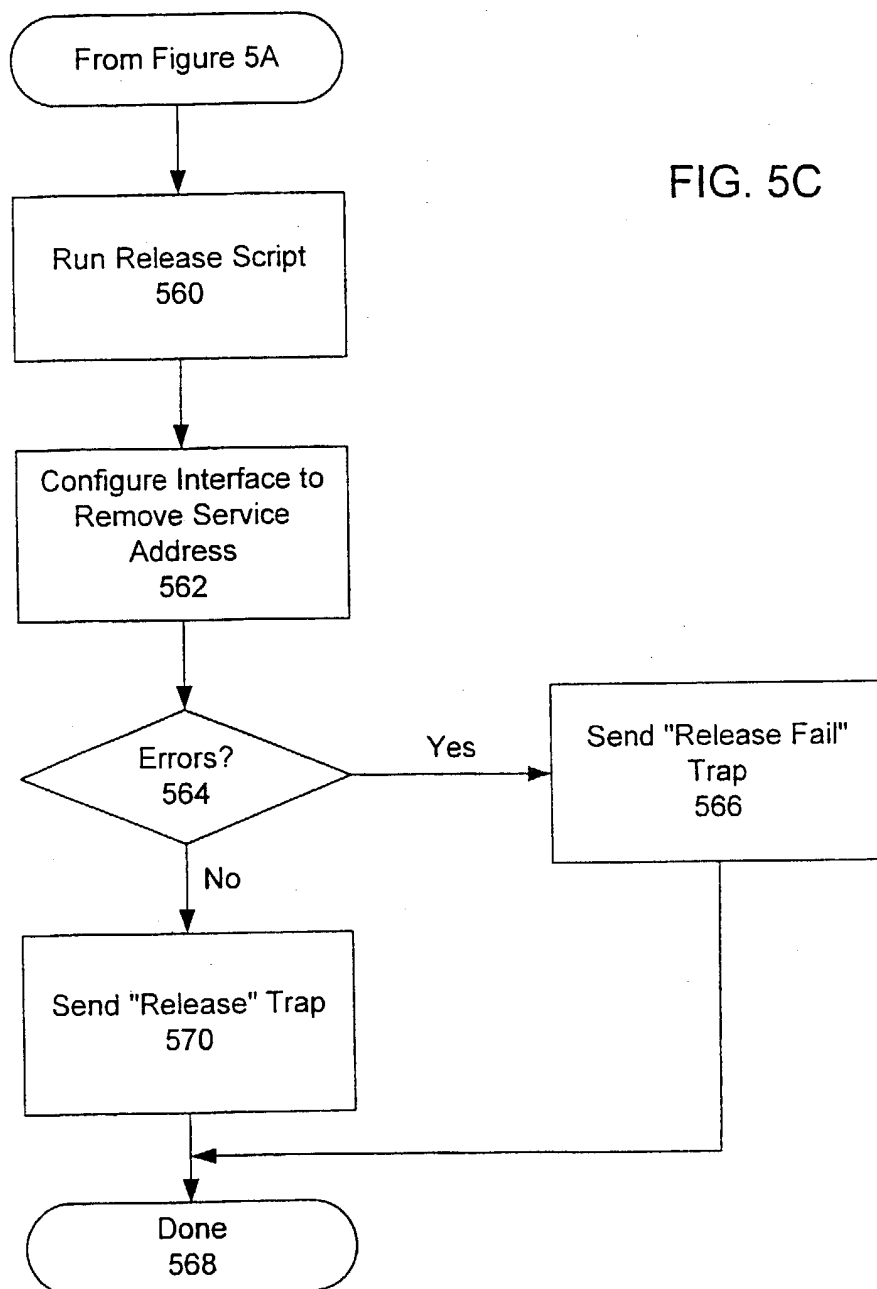 From Figure 5A
FIG. 5C
Run Release Script
560
Configure Interface to
Remove Service
Address
562
Errors?
564
Yes
Send "Release Fail"
Trap
566
No
Send "Release" Trap
570
Done
568